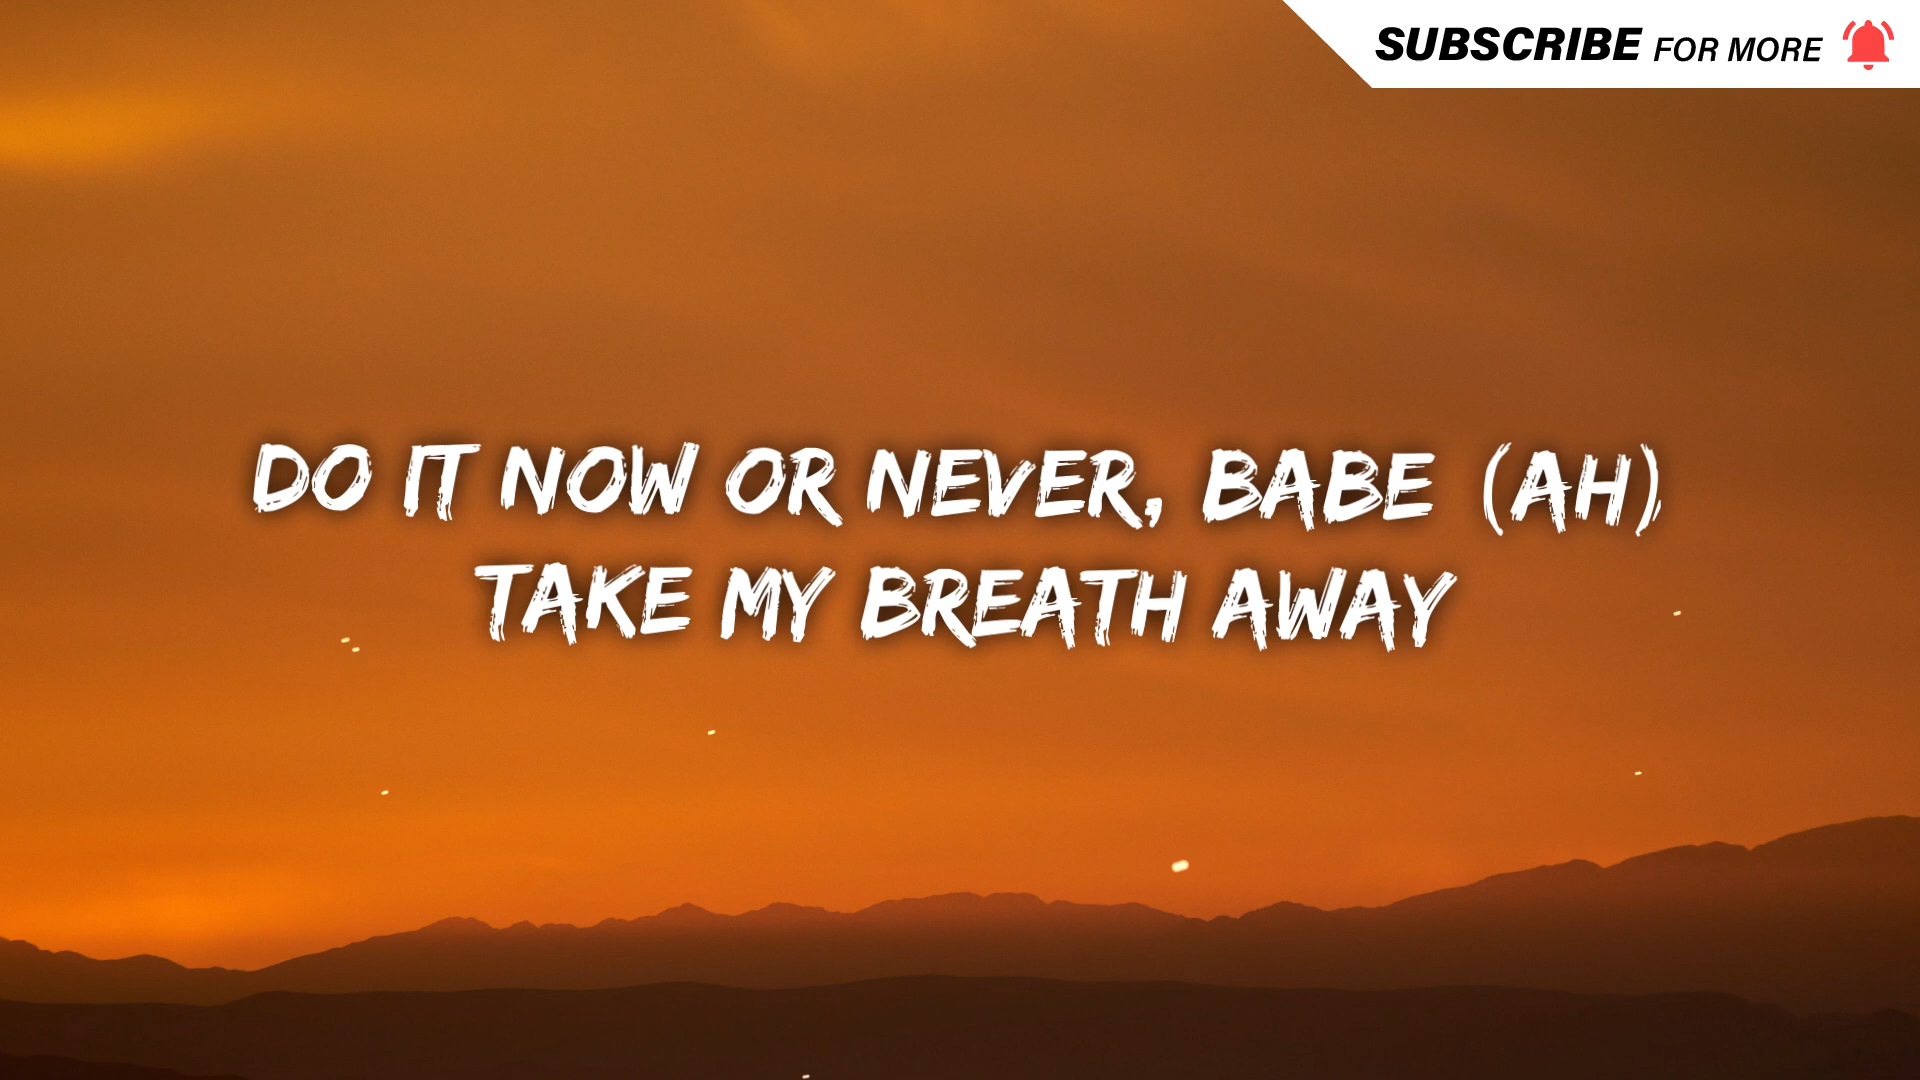 SUBSCRIBE FOR MORE
DO IT NOW OR NEVER, BABE (AH)
TAKE MY BREATH AWAY